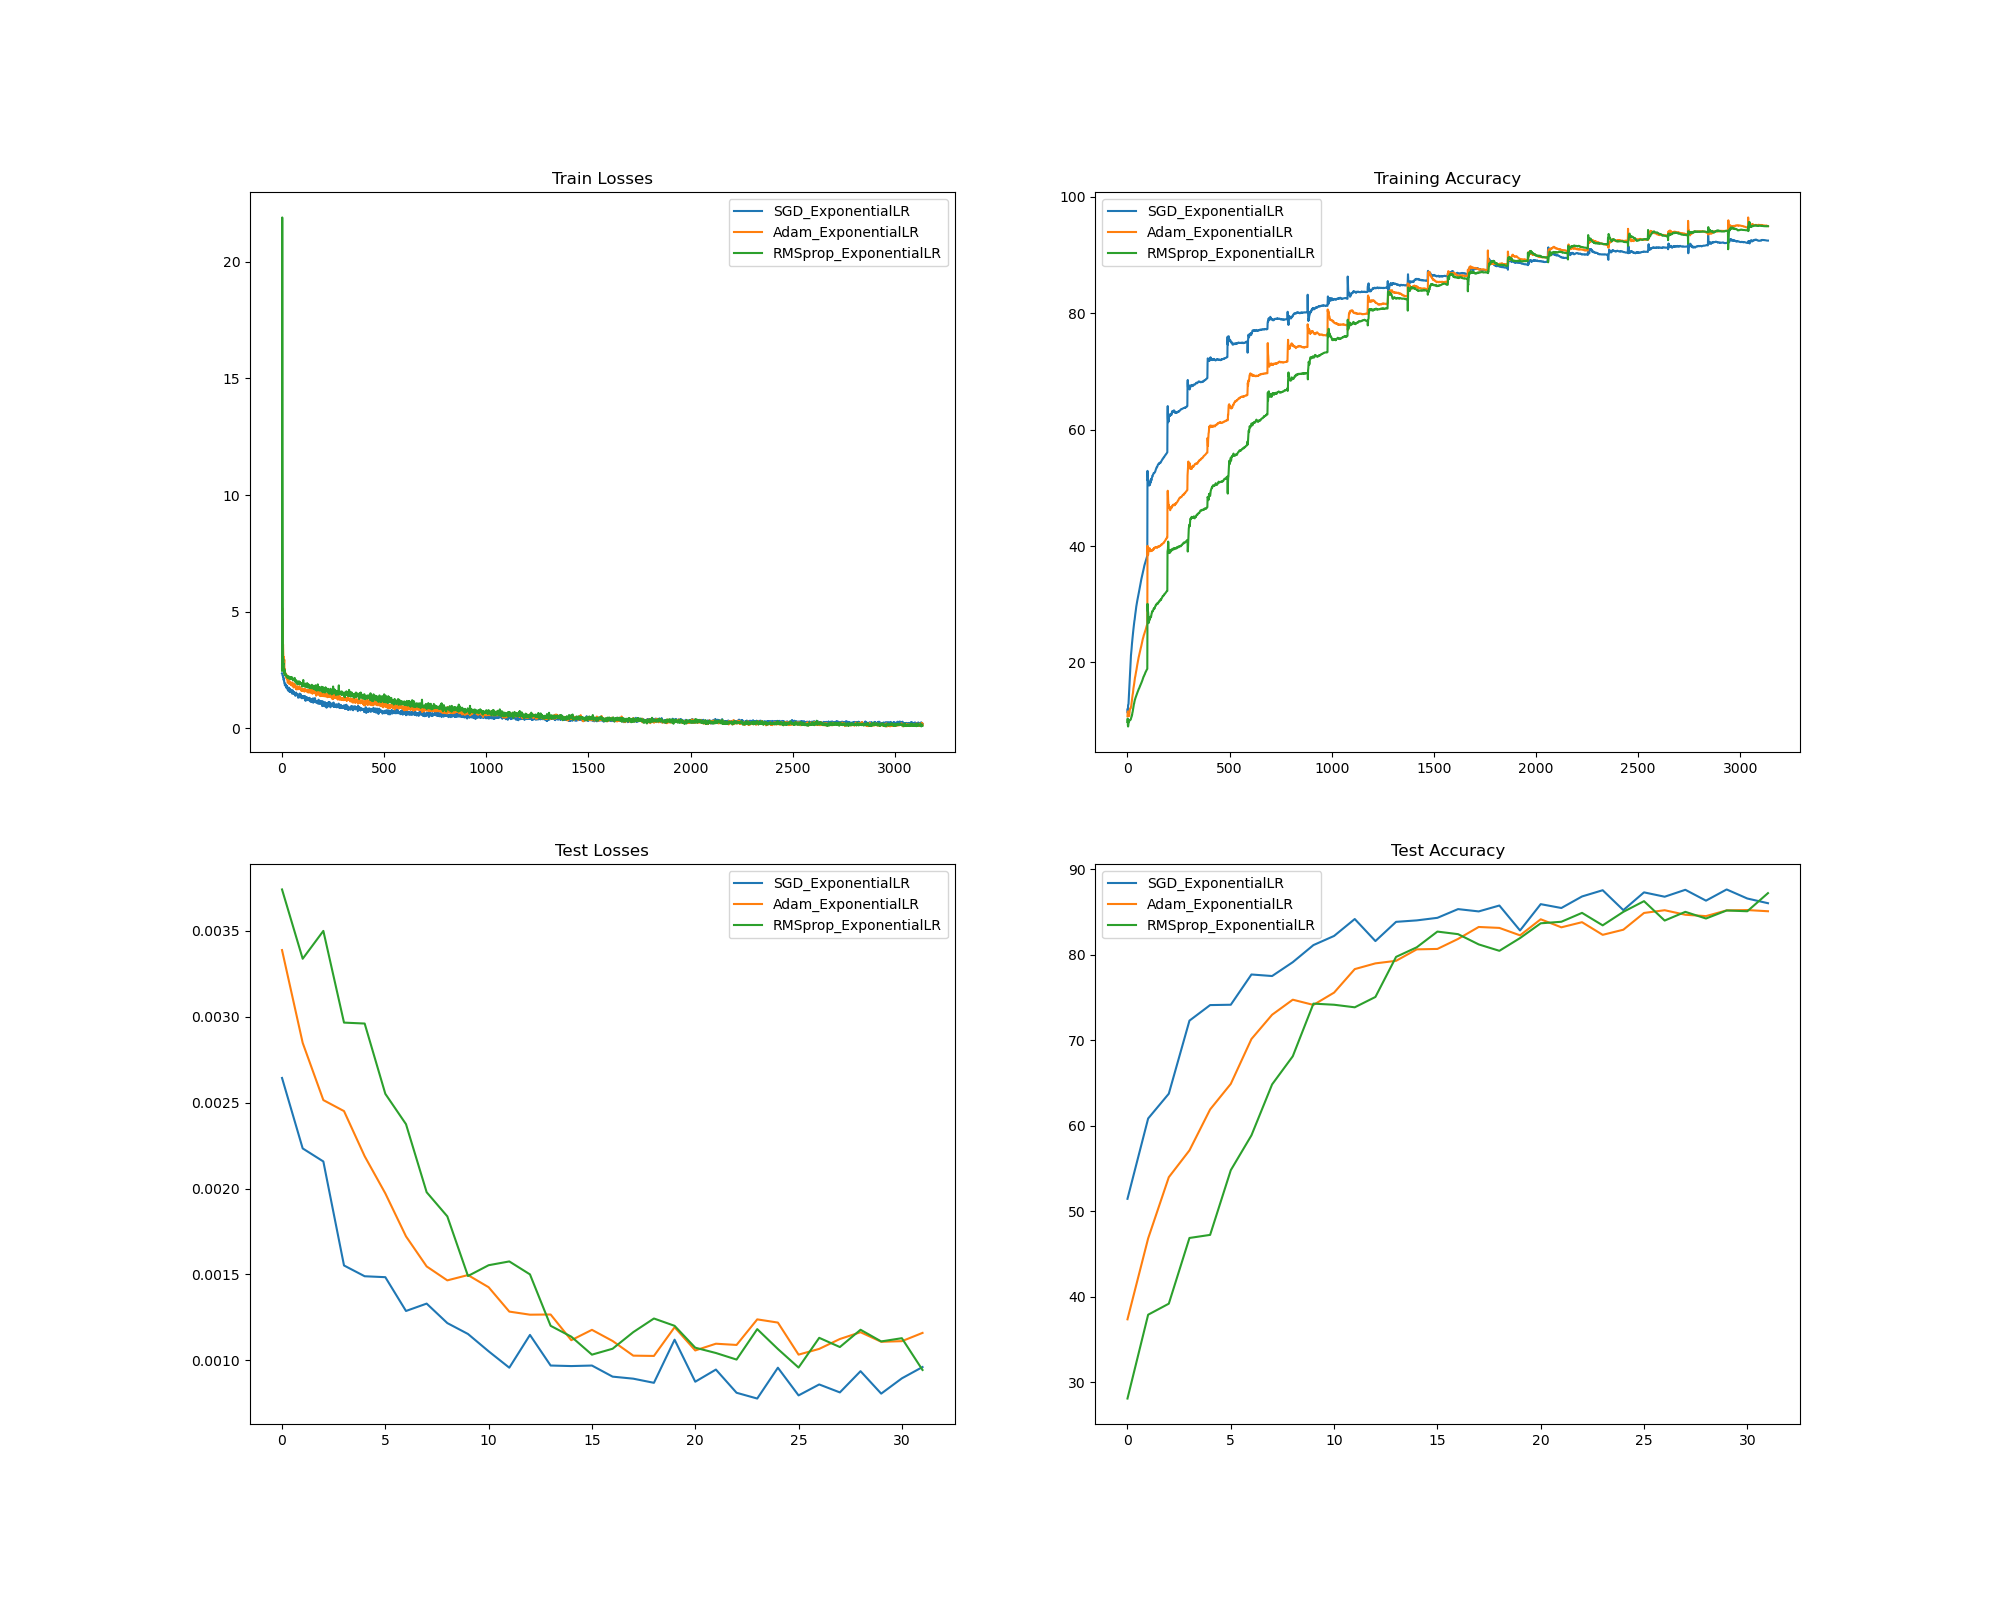 Train Losses
SGD_ExponentialLR
Adam_ExponentialLR
RMSprop_ExponentialLR
20
15
10
5
0
0 500 1000 1500 2000 2500 3000
Training Accuracy
SGD_ExponentialLR
Adam_ExponentialLR
RMSprop_ExponentialLR
100
80
60
40
20
0 500 1000 1500 2000 2500 3000
Test Losses
SGD_ExponentialLR
Adam_ExponentialLR
RMSprop_ExponentialLR
0.0035
0.0030
0.0025
0.0020
0.0015
0.0010
0 5 10 15 20 25 30
Test Accuracy
SGD_ExponentialLR
Adam_ExponentialLR
RMSprop_ExponentialLR
90
80
70
60
50
40
30
0 5 10 15 20 25 30